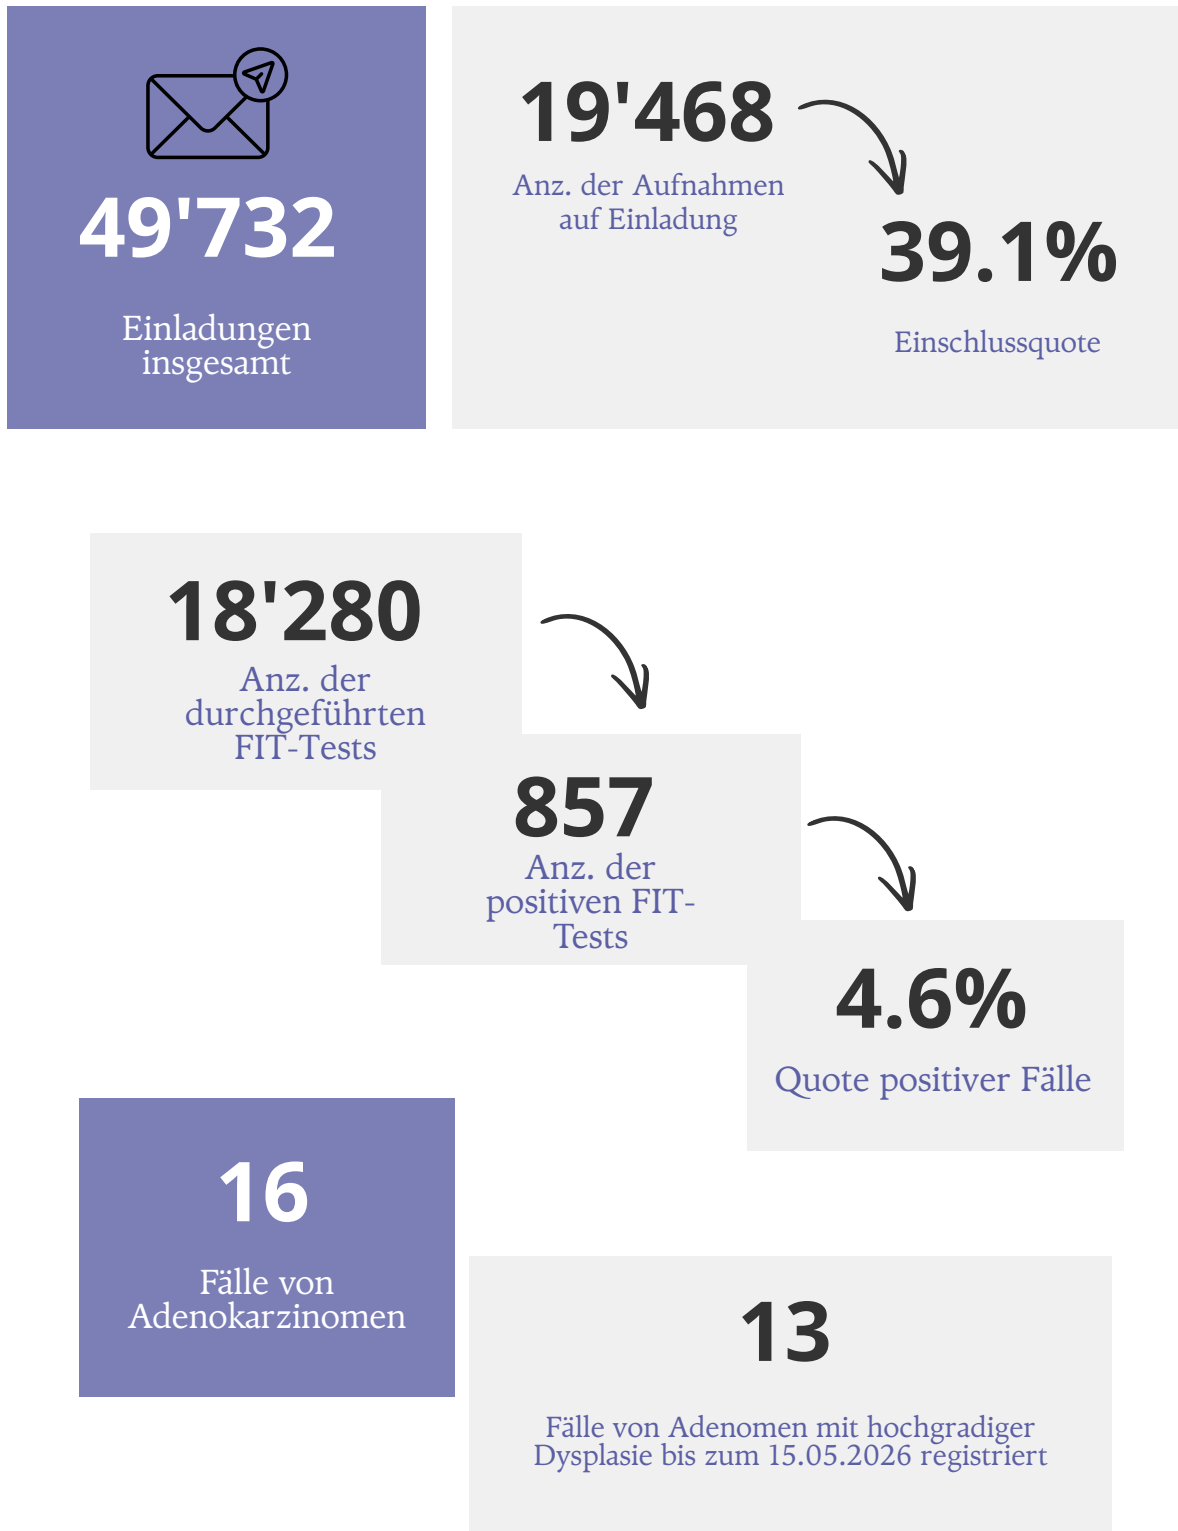 49'732
Einladungen
insgesamt
19'468
Anz. der Aufnahmen
auf Einladung
39.1%
Einschlussquote
18'280
Anz. der
durchgeführten
FIT-Tests
857
Anz. der
positiven FIT-
Tests
4.6%
Quote positiver Fälle
16
Fälle von
Adenokarzinomen
13
Fälle von Adenomen mit hochgradiger
Dysplasie bis zum 15.05.2026 registriert